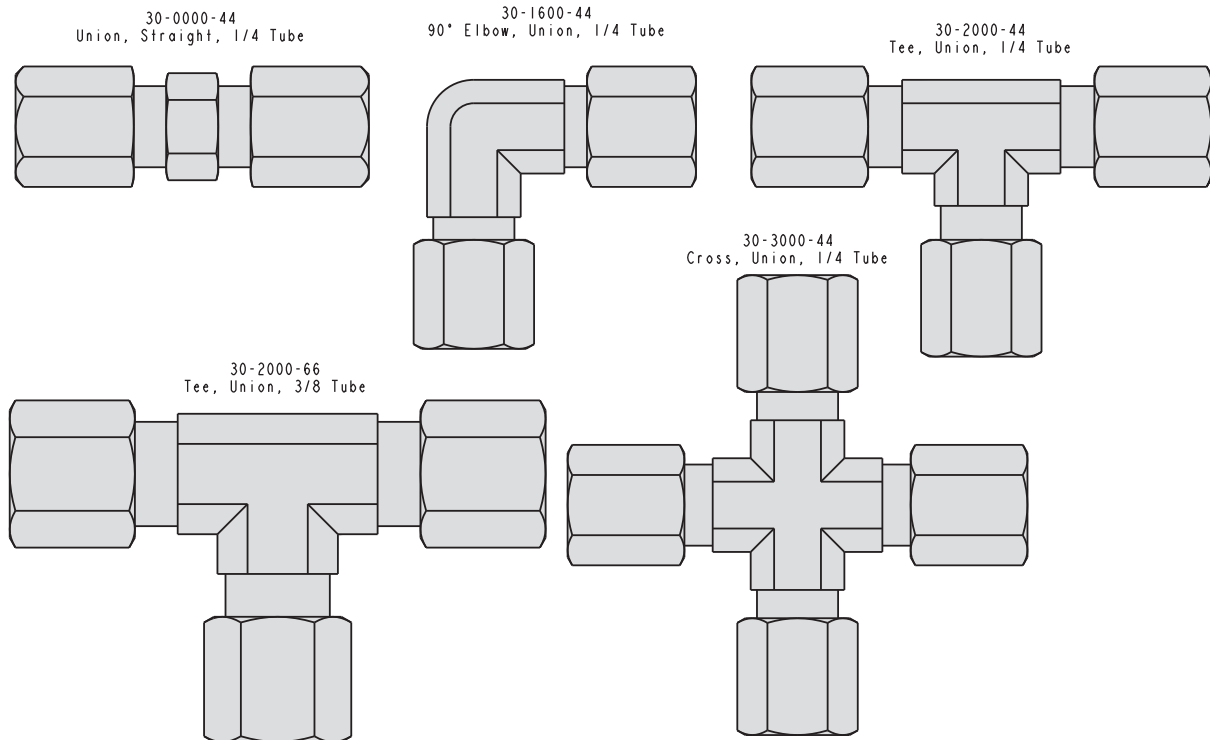 30-0000-44
Union, Straight, 1/4 Tube
30-1600-44
90° Elbow, Union, 1/4 Tube
30-2000-44
Tee, Union, 1/4 Tube
30-3000-44
Cross, Union, 1/4 Tube
30-2000-66
Tee, Union, 3/8 Tube